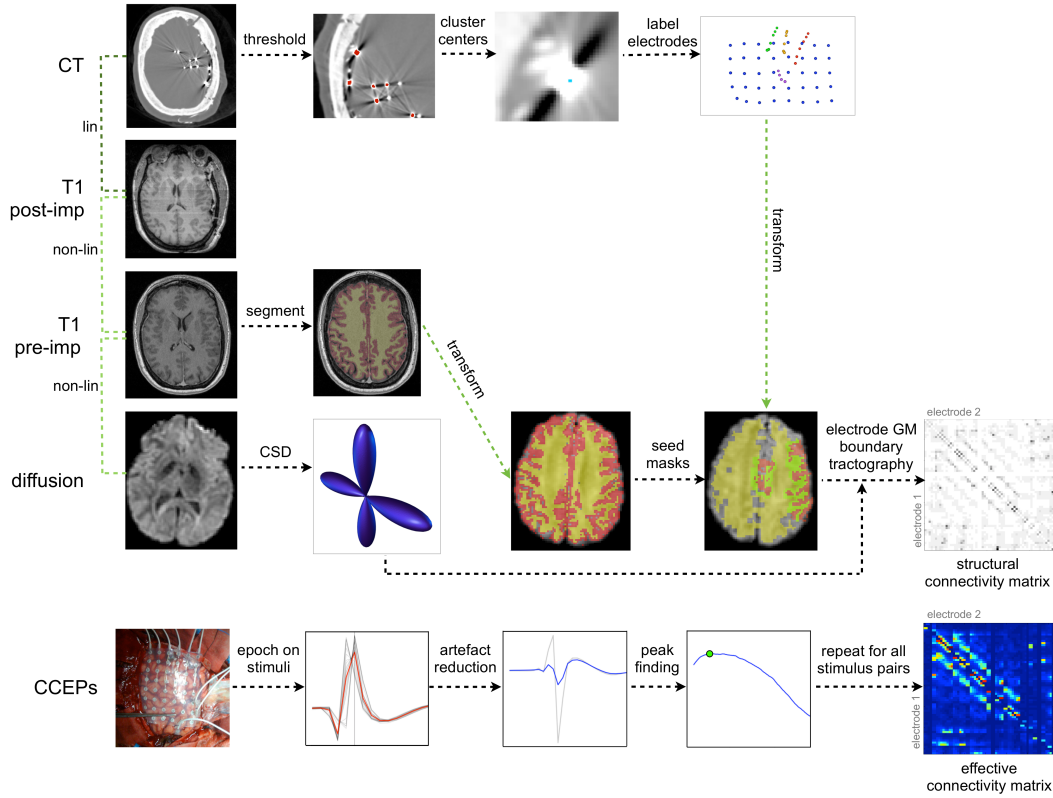 CT
threshold
cluster
centers
label
electrodes
lin
T1
post-imp
non-lin
T1
pre-imp
segment
transform
transform
non-lin
diffusion
CSD
seed
masks
electrode GM
boundary
tractography
electrode 2
electrode 1
structural
connectivity matrix
CCEPs
epoch on
stimuli
artefact
reduction
peak
finding
repeat for all
stimulus pairs
electrode 2
electrode 1
effective
connectivity matrix